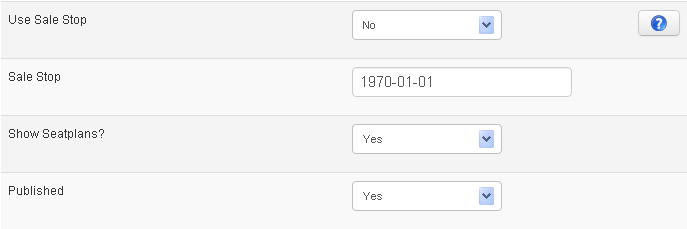 Use Sale Stop
No
?
Sale Stop
1970-01-01
Show Seatplans?
Yes
Published
Yes